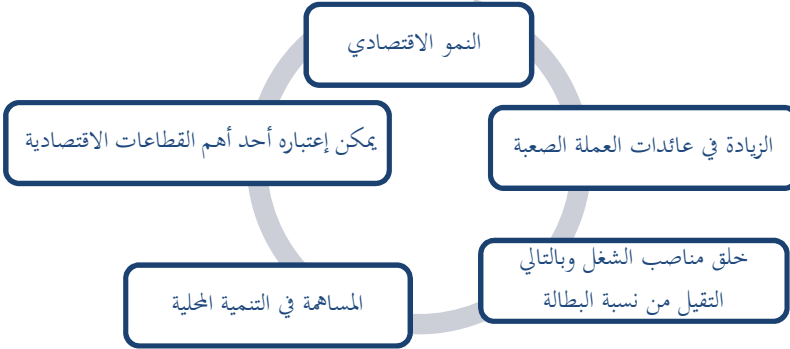 النمو الاقتصادي
الزيادة في عائدات العملة الصعبة
خلق مناصب الشغل وبالتالي
التقيل من نسبة البطالة
المساهمة في التنمية المحلية
يمكن إعتباره أحد أهم القطاعات الاقتصادية